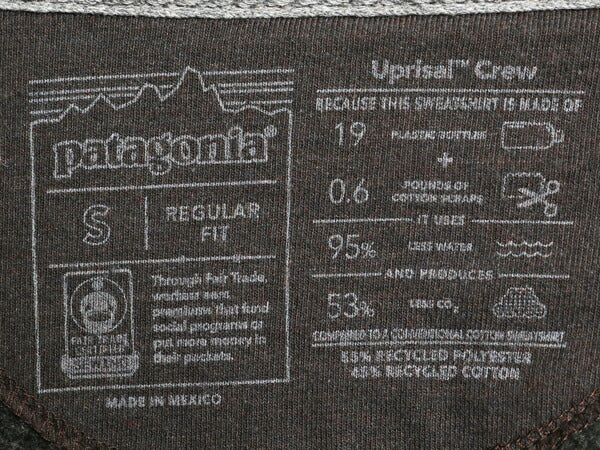 patagonia®
S
REGULAR
FIT
Through Fair Trade,
workers earn
premiums that fund
social programs or
put more money in
their pockets.
FAIR TRADE
CERTIFIED
MADE IN MEXICO
Uprisal™ Crew
BECAUSE THIS SWEATSHIRT IS MADE OF
19 PLASTIC BOTTLES
+
0.6 POUNDS OF
COTTON SCRAPS
IT USES
95% LESS WATER
AND PRODUCES
53% LESS CO2
COMPARED TO A CONVENTIONAL COTTON SWEATSHIRT
55% RECYCLED POLYESTER
45% RECYCLED COTTON